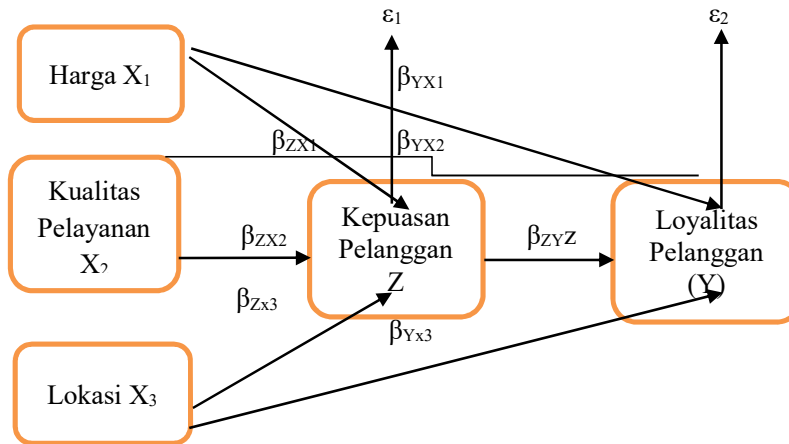 ε1
ε2
Harga X1
βYX1
βZX1
βYX2
Kualitas
Pelayanan
X2
βZX2
Kepuasan
Pelanggan
Z
βZYZ
Loyalitas
Pelanggan
(Y)
βZx3
βYx3
Lokasi X3